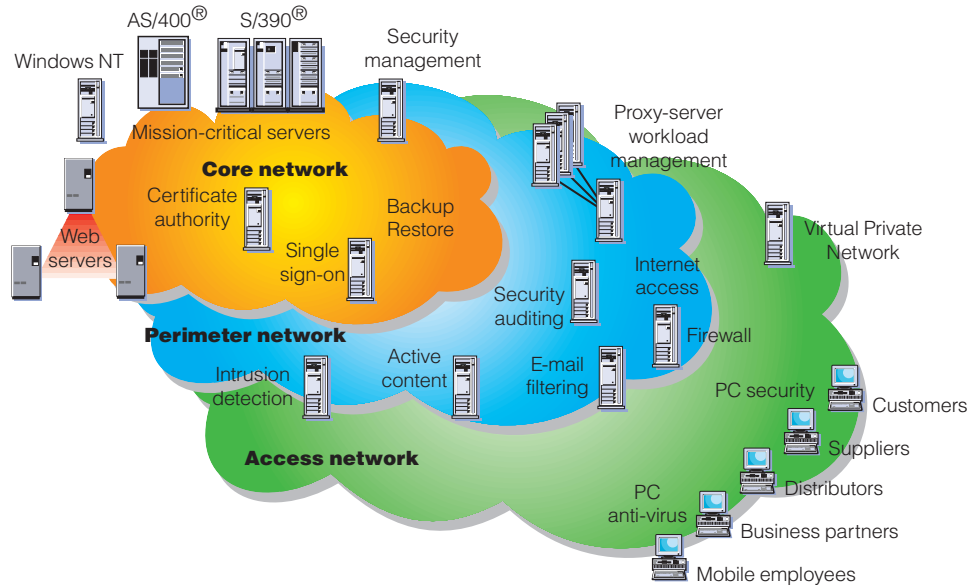 AS/400®
S/390®
Windows NT
Security
management
Mission-critical servers
Proxy-server
workload
management
Core network
Certificate
authority
Backup
Restore
Single
sign-on
Web
servers
Virtual Private
Network
Internet
access
Security
auditing
Perimeter network
Firewall
Intrusion
detection
Active
content
E-mail
filtering
PC security
Customers
Suppliers
Access network
Distributors
PC
anti-virus
Business partners
Mobile employees